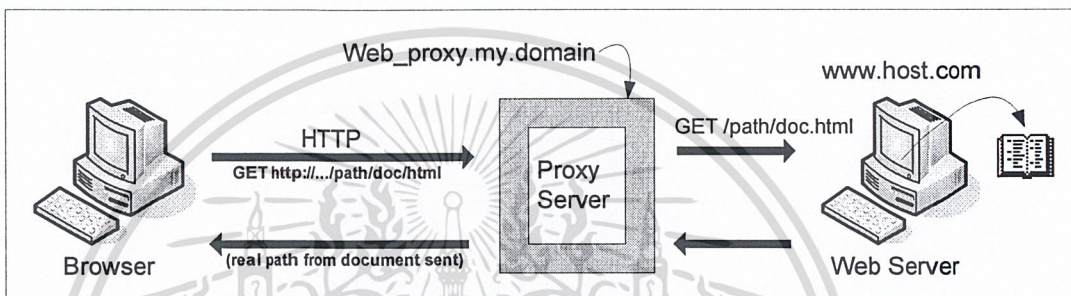 Web_proxy.my.domain
www.host.com
HTTP
GET http://.../path/doc/html
GET /path/doc.html
Proxy
Server
(real path from document sent)
Browser
Web Server